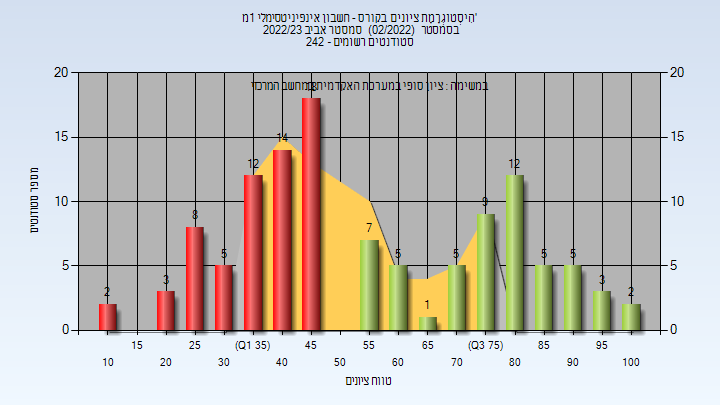 היסטוגרמת ציונים בקורס - חשבון אינפיניטסימלי 1מ'
בסמסטר (02/2022) סמסטר אביב 2022/23
סטודנטים רשומים - 242
במשימה : ציון סופי במערכת האקדמית במחשב המרכזי
מספר סטודנטים
20 20
15 15
10 10
5 5
0 0
2 3 8 5 12 14 18 7 5 1 5 9 12 5 5 3 2
15 25 (Q1 35) 45 55 65 (Q3 75) 85 95
10 20 30 40 50 60 70 80 90 100
טווח ציונים